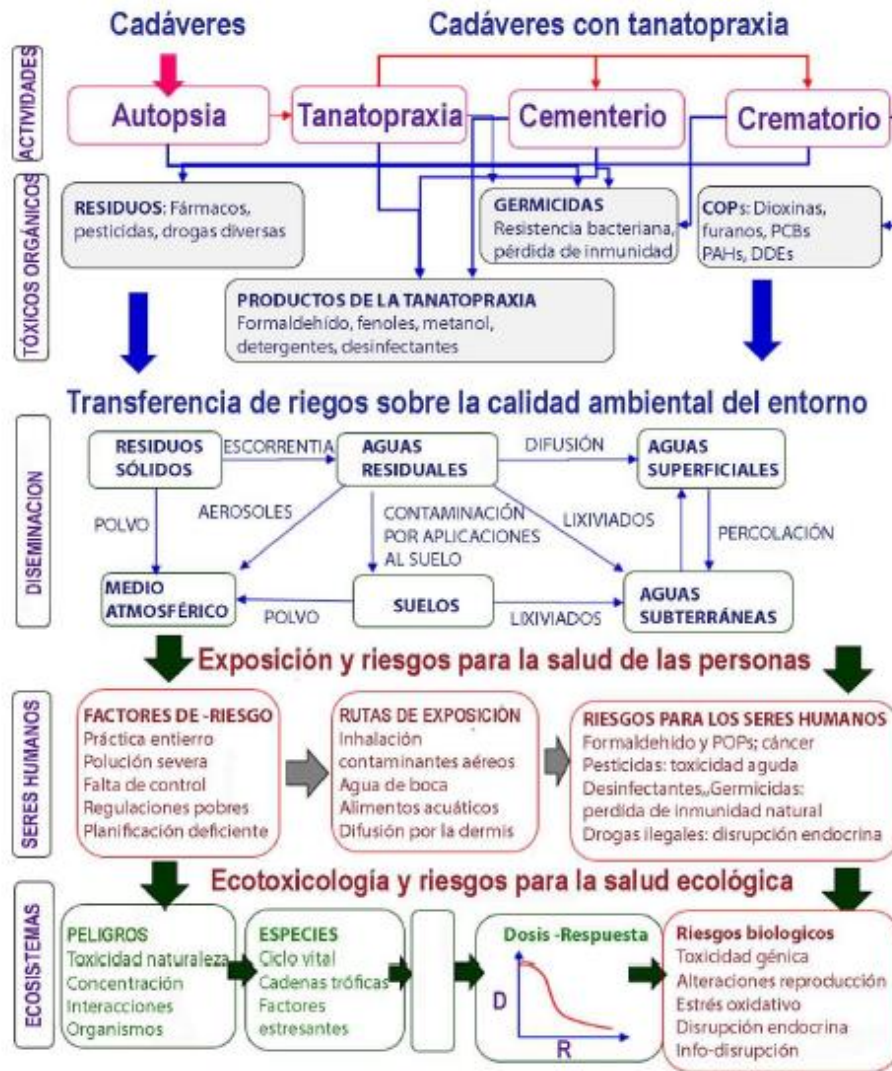 Cadáveres
Cadáveres con tanatopraxia
ACTIVIDADES
Autopsia
Tanatopraxia
Cementerio
Crematorio
TÓXICOS ORGÁNICOS
RESIDUOS: Fármacos,
pesticidas, drogas diversas
GERMICIDAS
Resistencia bacteriana,
pérdida de inmunidad
COPs: Dioxinas,
furanos, PCBs
PAHs, DDEs
PRODUCTOS DE LA TANATOPRAXIA
Formaldehído, fenoles, metanol,
detergentes, desinfectantes
Transferencia de riegos sobre la calidad ambiental del entorno
DISEMINACION
RESIDUOS
SÓLIDOS
ESCORRENTIA
AGUAS
RESIDUALES
DIFUSIÓN
AGUAS
SUPERFICIALES
POLVO
AEROSOLES
CONTAMINACIÓN
POR APLICACIONES
AL SUELO
LIXIVIADOS
PERCOLACIÓN
MEDIO
ATMOSFÉRICO
POLVO
SUELOS
LIXIVIADOS
AGUAS
SUBTERRÁNEAS
Exposición y riesgos para la salud de las personas
SERES HUMANOS
FACTORES DE -RIESGO
Práctica entierro
Polución severa
Falta de control
Regulaciones pobres
Planificación deficiente
RUTAS DE EXPOSICIÓN
Inhalación
contaminantes aéreos
Agua de boca
Alimentos acuáticos
Difusión por la dermis
RIESGOS PARA LOS SERES HUMANOS
Formaldehido y POPs; cáncer
Pesticidas: toxicidad aguda
Desinfectantes,,Germicidas:
perdida de inmunidad natural
Drogas ilegales: disrupción endocrina
Ecotoxicología y riesgos para la salud ecológica
ECOSISTEMAS
PELIGROS
Toxicidad naturaleza
Concentración
Interacciones
Organismos
ESPECIES
Ciclo vital
Cadenas tróficas
Factores
estresantes
Dosis -Respuesta
D
R
Riesgos biologicos
Toxicidad génica
Alteraciones reproducción
Estrés oxidativo
Disrupción endocrina
Info-disrupción